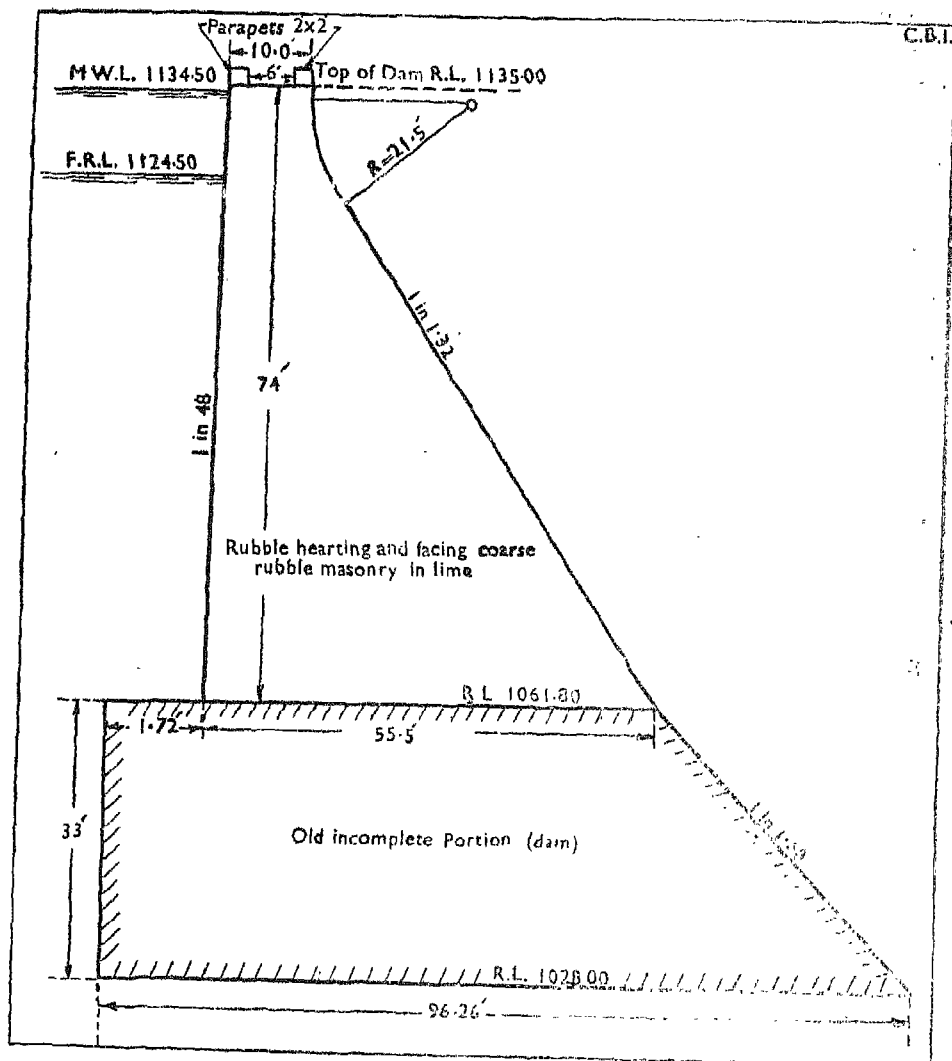 C.B.I.
Parapets 2x2
10·0'
6'
M W.L. 1134·50
Top of Dam R.L. 1135·00
R=21·5'
F.R.L. 1124·50
1 in 1·32
74'
1 in 48
Rubble hearting and facing coarse
rubble masonry in lime
R L 1061·80
1·72'
55·5'
33'
Old incomplete Portion (dam)
R.L. 1028·00
96·26'